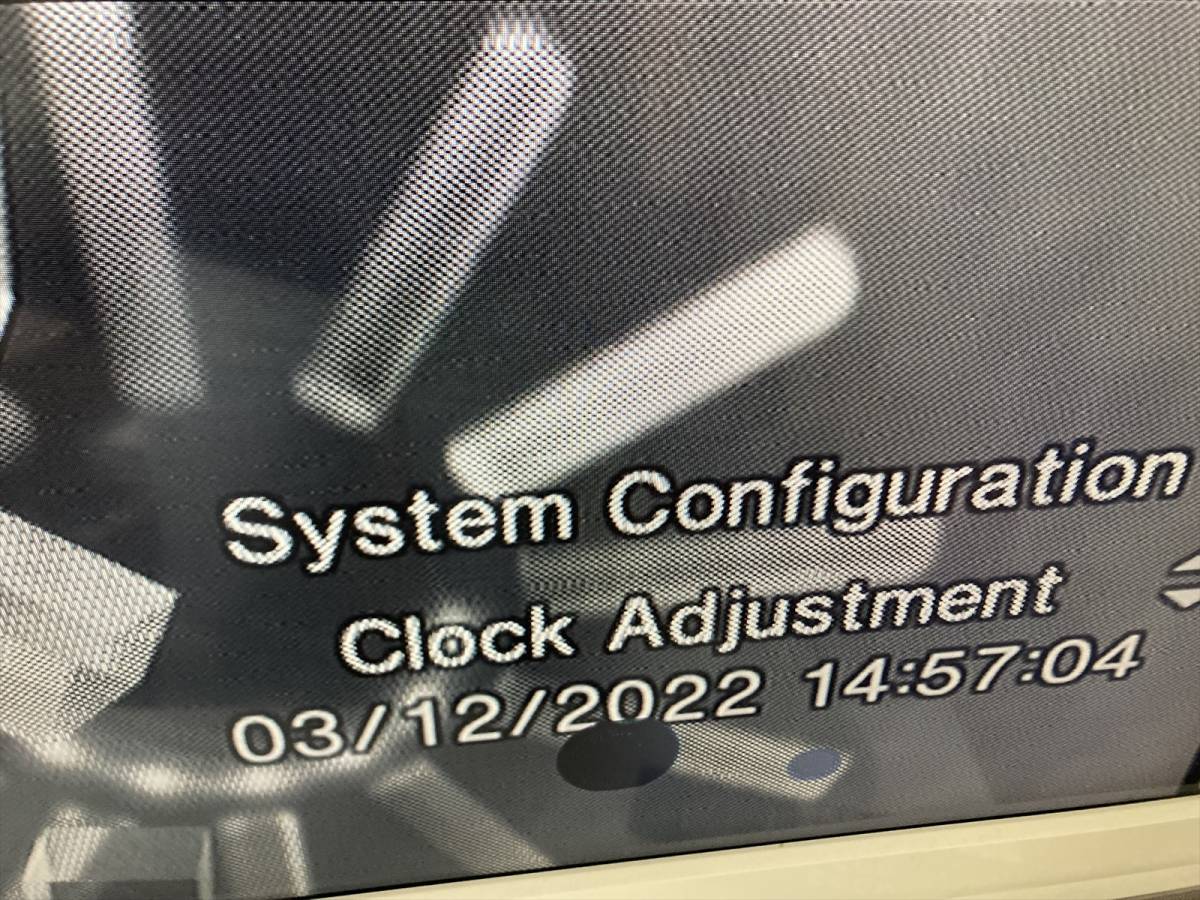 System Configuration
Clock Adjustment
03/12/2022 14:57:04